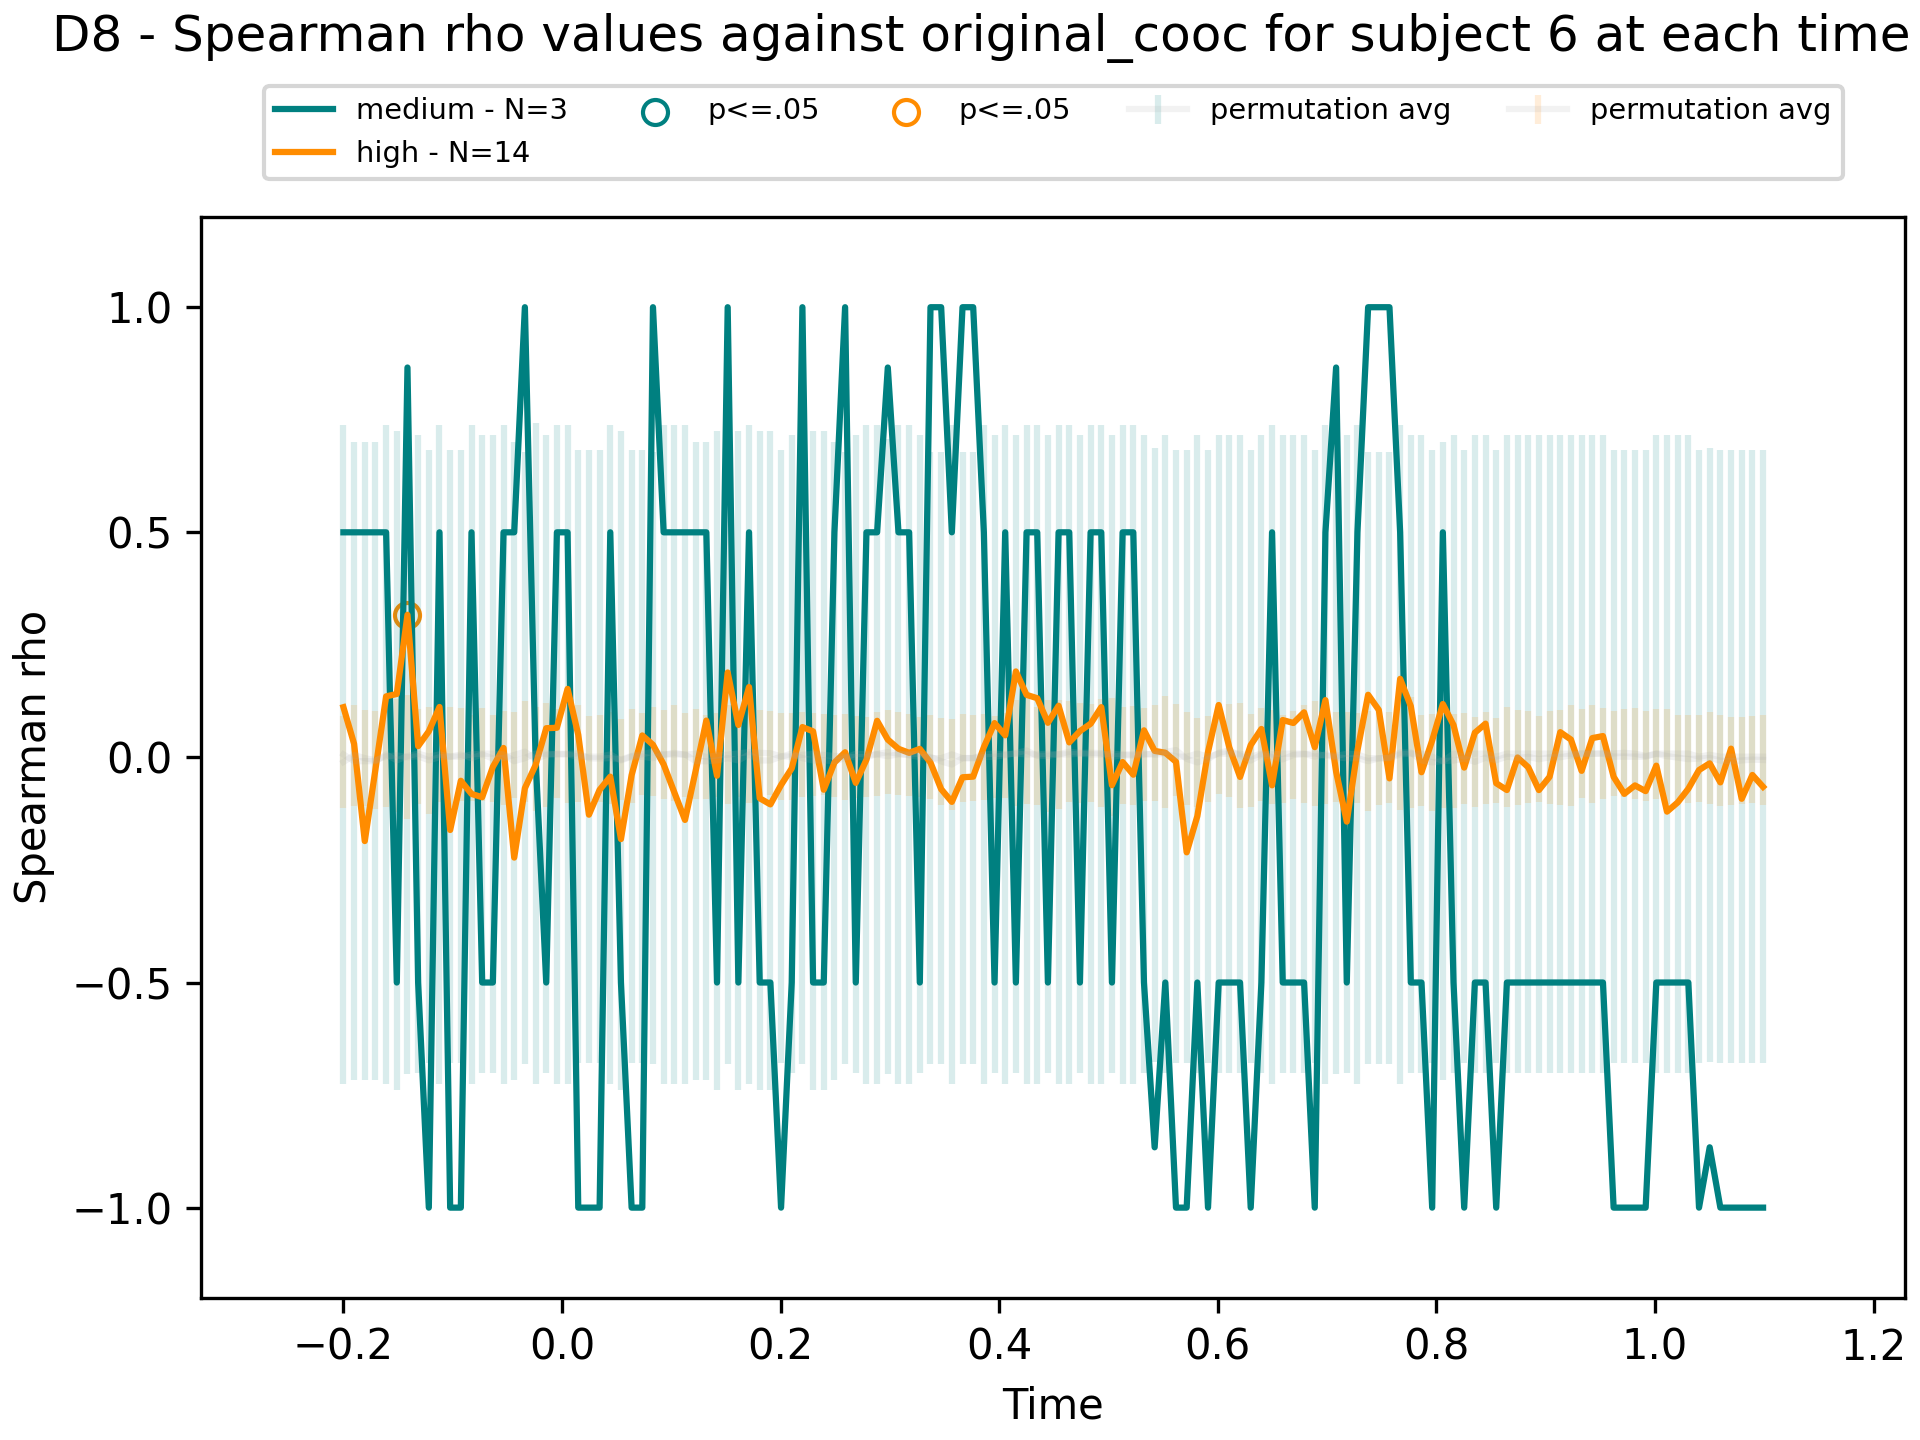 D8 - Spearman rho values against original_cooc for subject 6 at each time
medium - N=3
high - N=14
p<=.05
p<=.05
permutation avg
permutation avg
Spearman rho
1.0
0.5
0.0
−0.5
−1.0
−0.2 0.0 0.2 0.4 0.6 0.8 1.0 1.2
Time